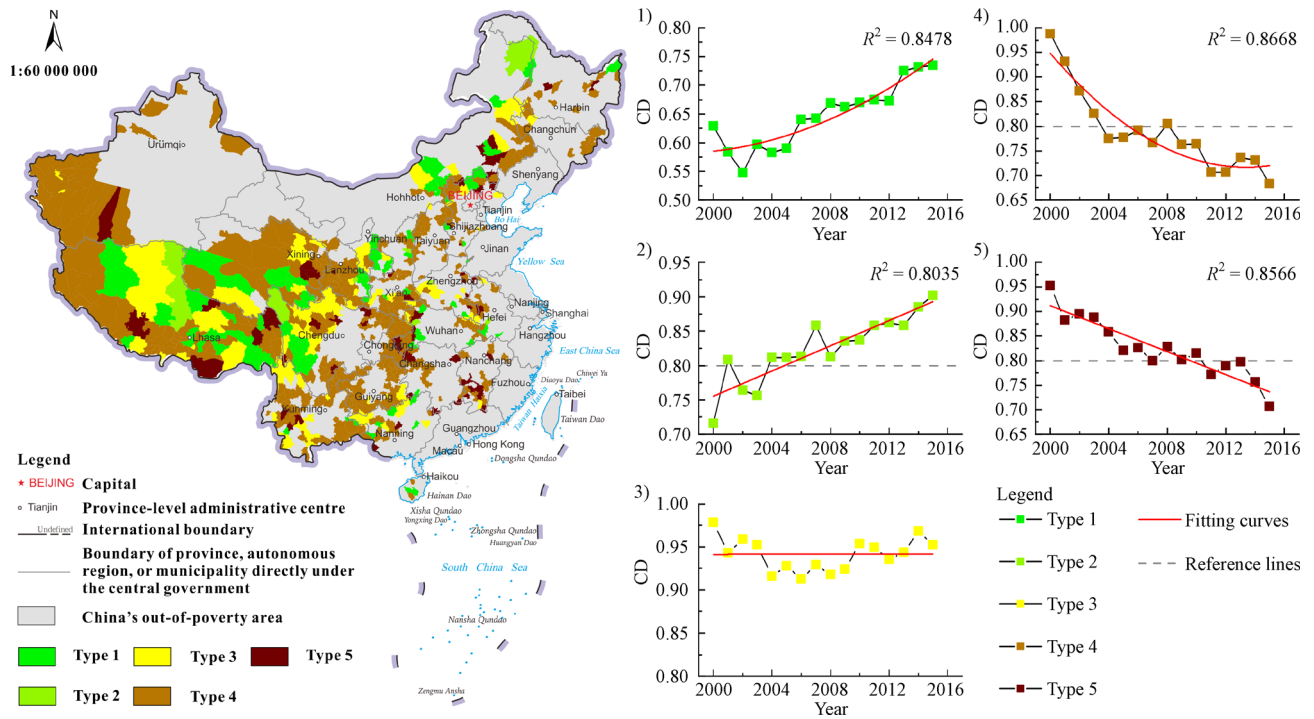 N
1:60 000 000
Harbin
Changchun
Ürümqi
Shenyang
Hohhot
BEIJING
Tianjin
Bo Hai
Shijiazhuang
Yinchuan
Taiyuan
Jinan
Xining
Lanzhou
Yellow Sea
Zhengzhou
Xi'an
Nanjing
Hefei
Shanghai
Chengdu
Wuhan
Hangzhou
Lhasa
Chongqing
East China Sea
Changsha
Nanchang
Chiwei Yu
Diaoyu Dao
Fuzhou
Guiyang
Taibei
Taiwan Haixia
Kunming
Taiwan Dao
Guangzhou
Nanning
Hong Kong
Macau
Dongsha Qundao
Haikou
Hainan Dao
Xisha Qundao
Yongxing Dao
Zhongsha Qundao
Huangyan Dao
South China Sea
Nansha Qundao
Zengmu Ansha
Legend
BEIJING Capital
Tianjin Province-level administrative centre
Undefined International boundary
Boundary of province, autonomous
region, or municipality directly under
the central government
China's out-of-poverty area
Type 1 Type 3 Type 5
Type 2 Type 4
1)
R² = 0.8478
CD
0.80
0.75
0.70
0.65
0.60
0.55
0.50
2000 2004 2008 2012 2016
Year
4)
R² = 0.8668
CD
1.00
0.95
0.90
0.85
0.80
0.75
0.70
0.65
2000 2004 2008 2012 2016
Year
2)
R² = 0.8035
CD
0.95
0.90
0.85
0.80
0.75
0.70
2000 2004 2008 2012 2016
Year
5)
R² = 0.8566
CD
1.00
0.95
0.90
0.85
0.80
0.75
0.70
0.65
2000 2004 2008 2012 2016
Year
3)
CD
1.00
0.95
0.90
0.85
0.80
2000 2004 2008 2012 2016
Year
Legend
Type 1 Fitting curves
Type 2 Reference lines
Type 3
Type 4
Type 5